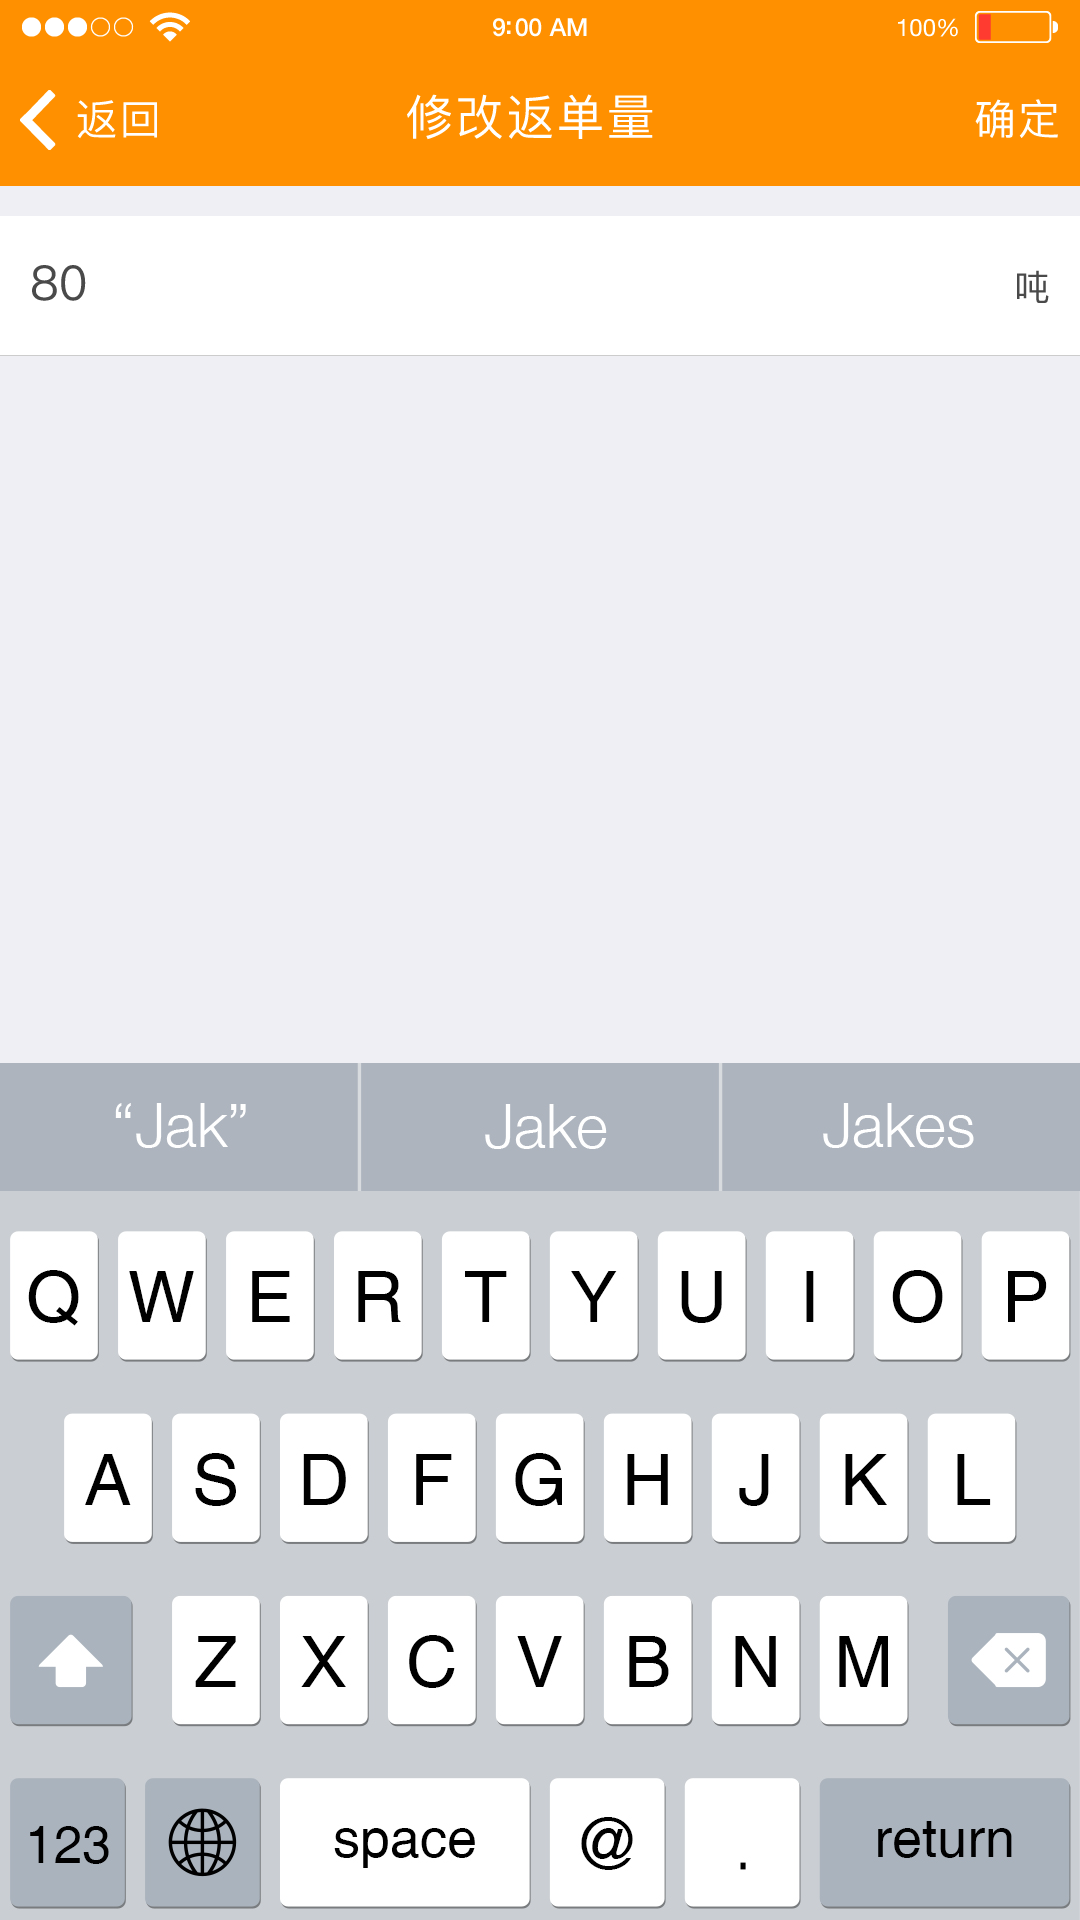 9:00 AM 100%
返回 修改返单量 确定
80 吨
“Jak” Jake Jakes
Q W E R T Y U I O P
A S D F G H J K L
Z X C V B N M
123 space @ . return